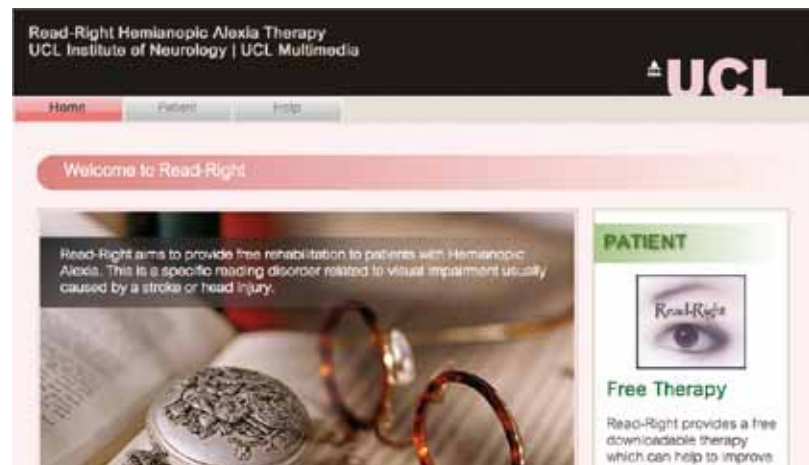 Read-Right Hemianopic Alexia Therapy
UCL Institute of Neurology | UCL Multimedia
UCL
Home
Patient
Help
Welcome to Read-Right
Read-Right aims to provide free rehabilitation to patients with Hemianopic
Alexia. This is a specific reading disorder related to visual impairment usually
caused by a stroke or head injury.
PATIENT
Read-Right
Free Therapy
Read-Right provides a free
downloadable therapy
which can help to improve